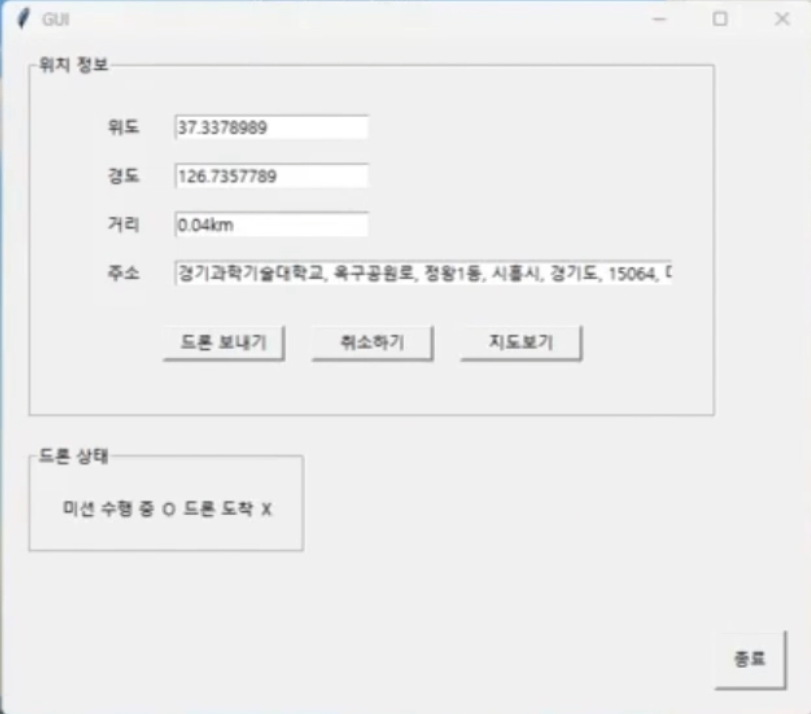 GUI
위치 정보
위도 37.3378989
경도 126.7357789
거리 0.04km
주소 경기과학기술대학교, 옥구공원로, 정왕1동, 시흥시, 경기도, 15064,
드론 보내기 취소하기 지도보기
드론 상태
미션 수행 중 O 드론 도착 X
종료